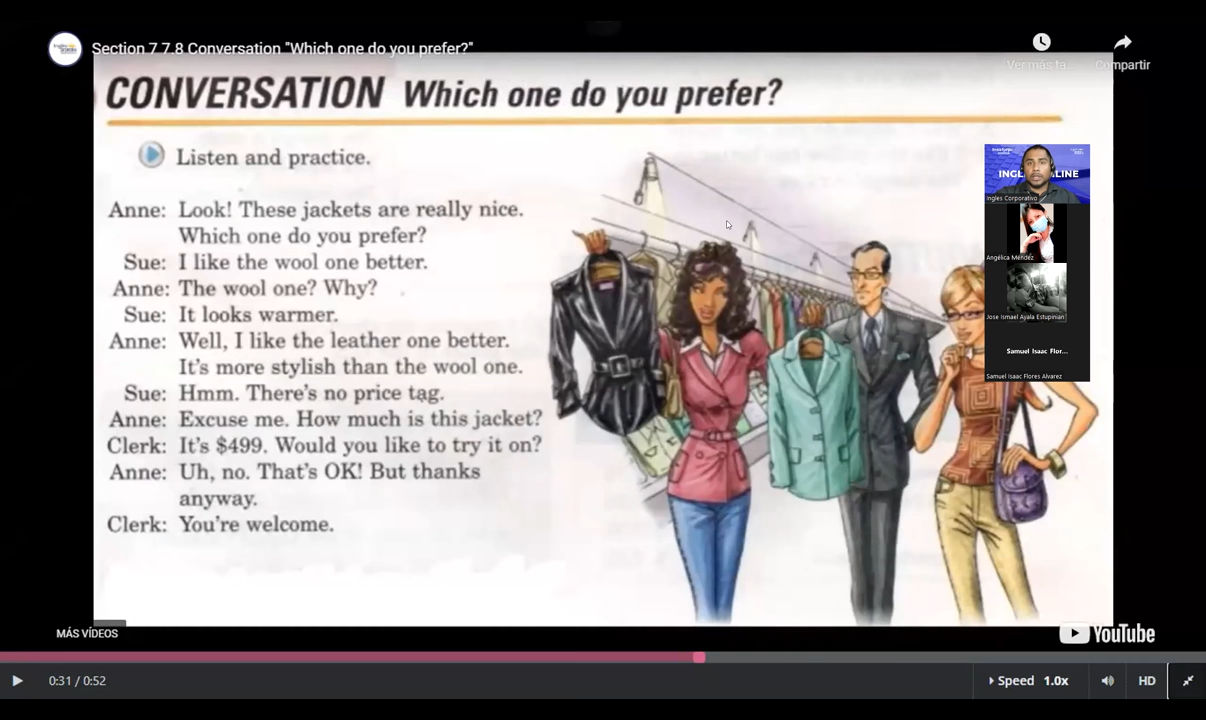 Section 7 7.8 Conversation "Which one do you prefer?"
Ver más ta...
Compartir
CONVERSATION Which one do you prefer?
Listen and practice.
Anne: Look! These jackets are really nice.
Which one do you prefer?
Sue: I like the wool one better.
Anne: The wool one? Why?
Sue: It looks warmer.
Anne: Well, I like the leather one better.
It's more stylish than the wool one.
Sue: Hmm. There's no price tag.
Anne: Excuse me. How much is this jacket?
Clerk: It's $499. Would you like to try it on?
Anne: Uh, no. That's OK! But thanks
anyway.
Clerk: You're welcome.
Ingles Corporativo
Angélica Méndez
Jose Ismael Ayala Estupinian
Samuel Isaac Flor...
Samuel Isaac Flores Alvarez
MÁS VÍDEOS
YouTube
0:31 / 0:52
Speed 1.0x
HD